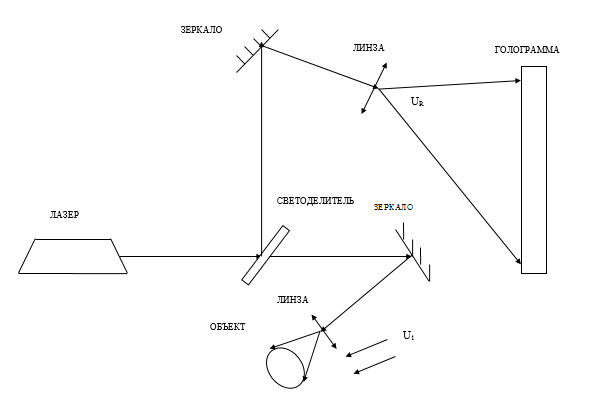 ЗЕРКАЛО
ЛИНЗА
ГОЛОГРАММА
U_R
СВЕТОДЕЛИТЕЛЬ
ЗЕРКАЛО
ЛАЗЕР
ЛИНЗА
ОБЪЕКТ
U_1